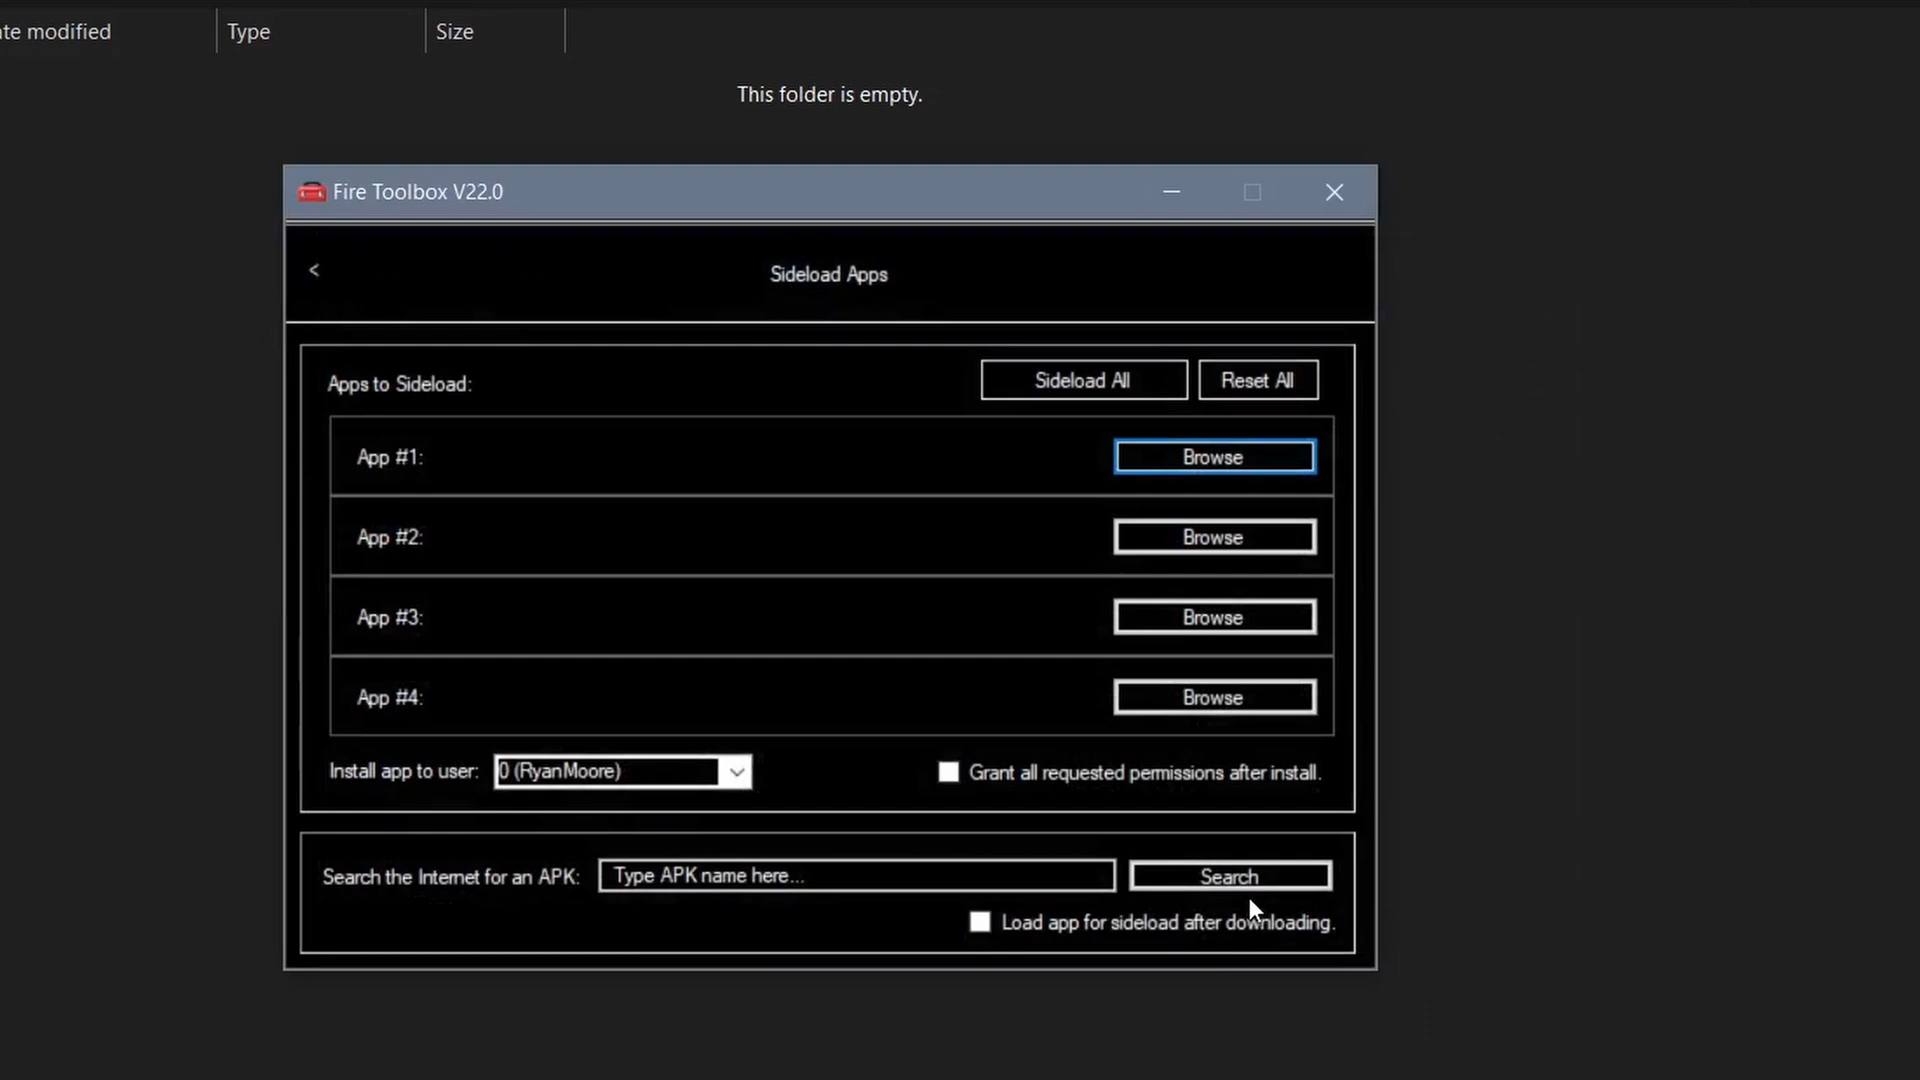 ate modified Type Size
This folder is empty.
Fire Toolbox V22.0
< Sideload Apps
Apps to Sideload: Sideload All Reset All
App #1: Browse
App #2: Browse
App #3: Browse
App #4: Browse
Install app to user: 0 (RyanMoore) Grant all requested permissions after install.
Search the Internet for an APK: Type APK name here... Search
Load app for sideload after downloading.